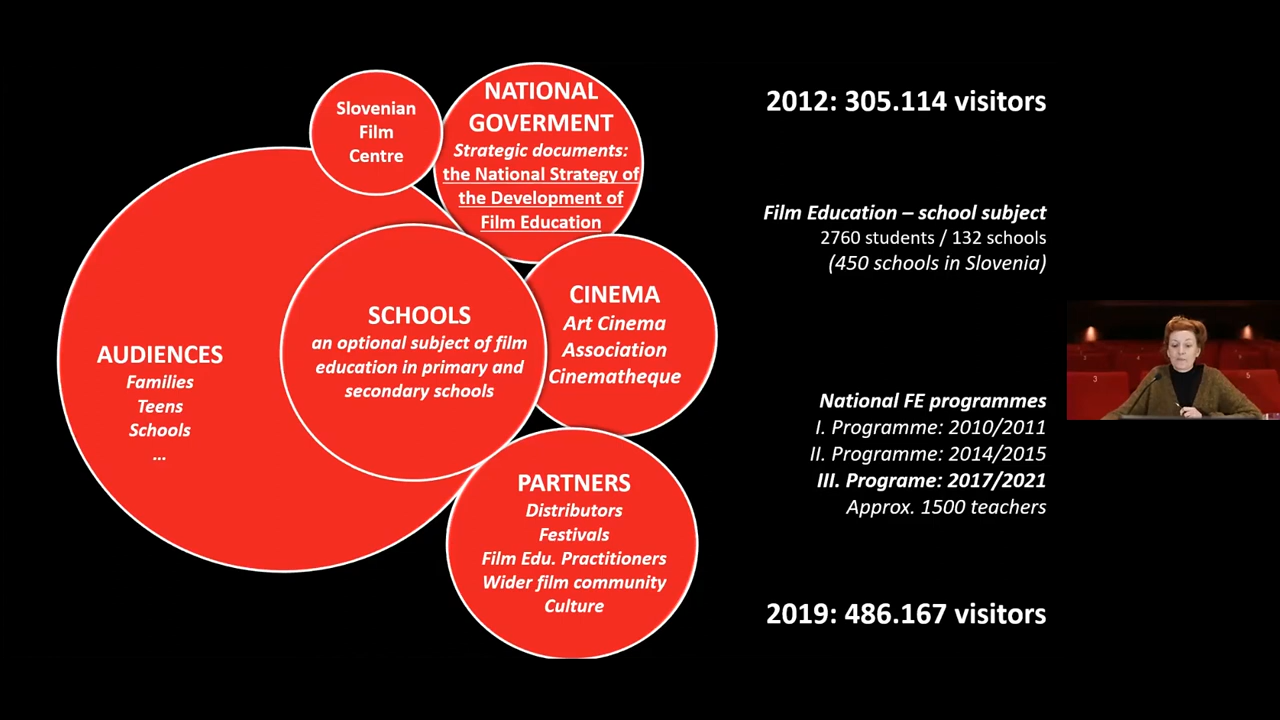 Slovenian
Film
Centre
NATIONAL
GOVERMENT
Strategic documents:
the National Strategy of
the Development of
Film Education
SCHOOLS
an optional subject of film
education in primary and
secondary schools
CINEMA
Art Cinema
Association
Cinematheque
AUDIENCES
Families
Teens
Schools
...
PARTNERS
Distributors
Festivals
Film Edu. Practitioners
Wider film community
Culture
2012: 305.114 visitors
Film Education – school subject
2760 students / 132 schools
(450 schools in Slovenia)
National FE programmes
I. Programme: 2010/2011
II. Programme: 2014/2015
III. Programe: 2017/2021
Approx. 1500 teachers
2019: 486.167 visitors
3
5